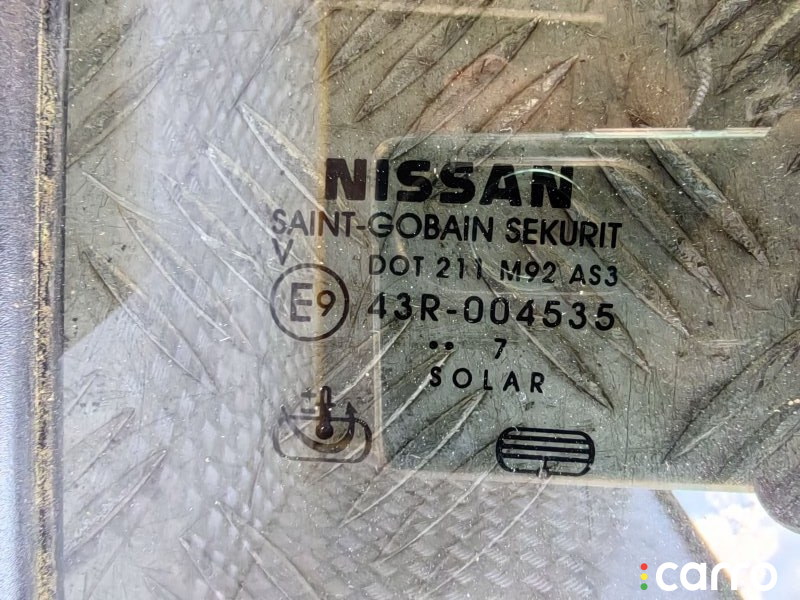 NISSAN
SAINT-GOBAIN SEKURIT
V
DOT 211 M92 AS3
E9 43R-004535
•• 7
SOLAR
carro